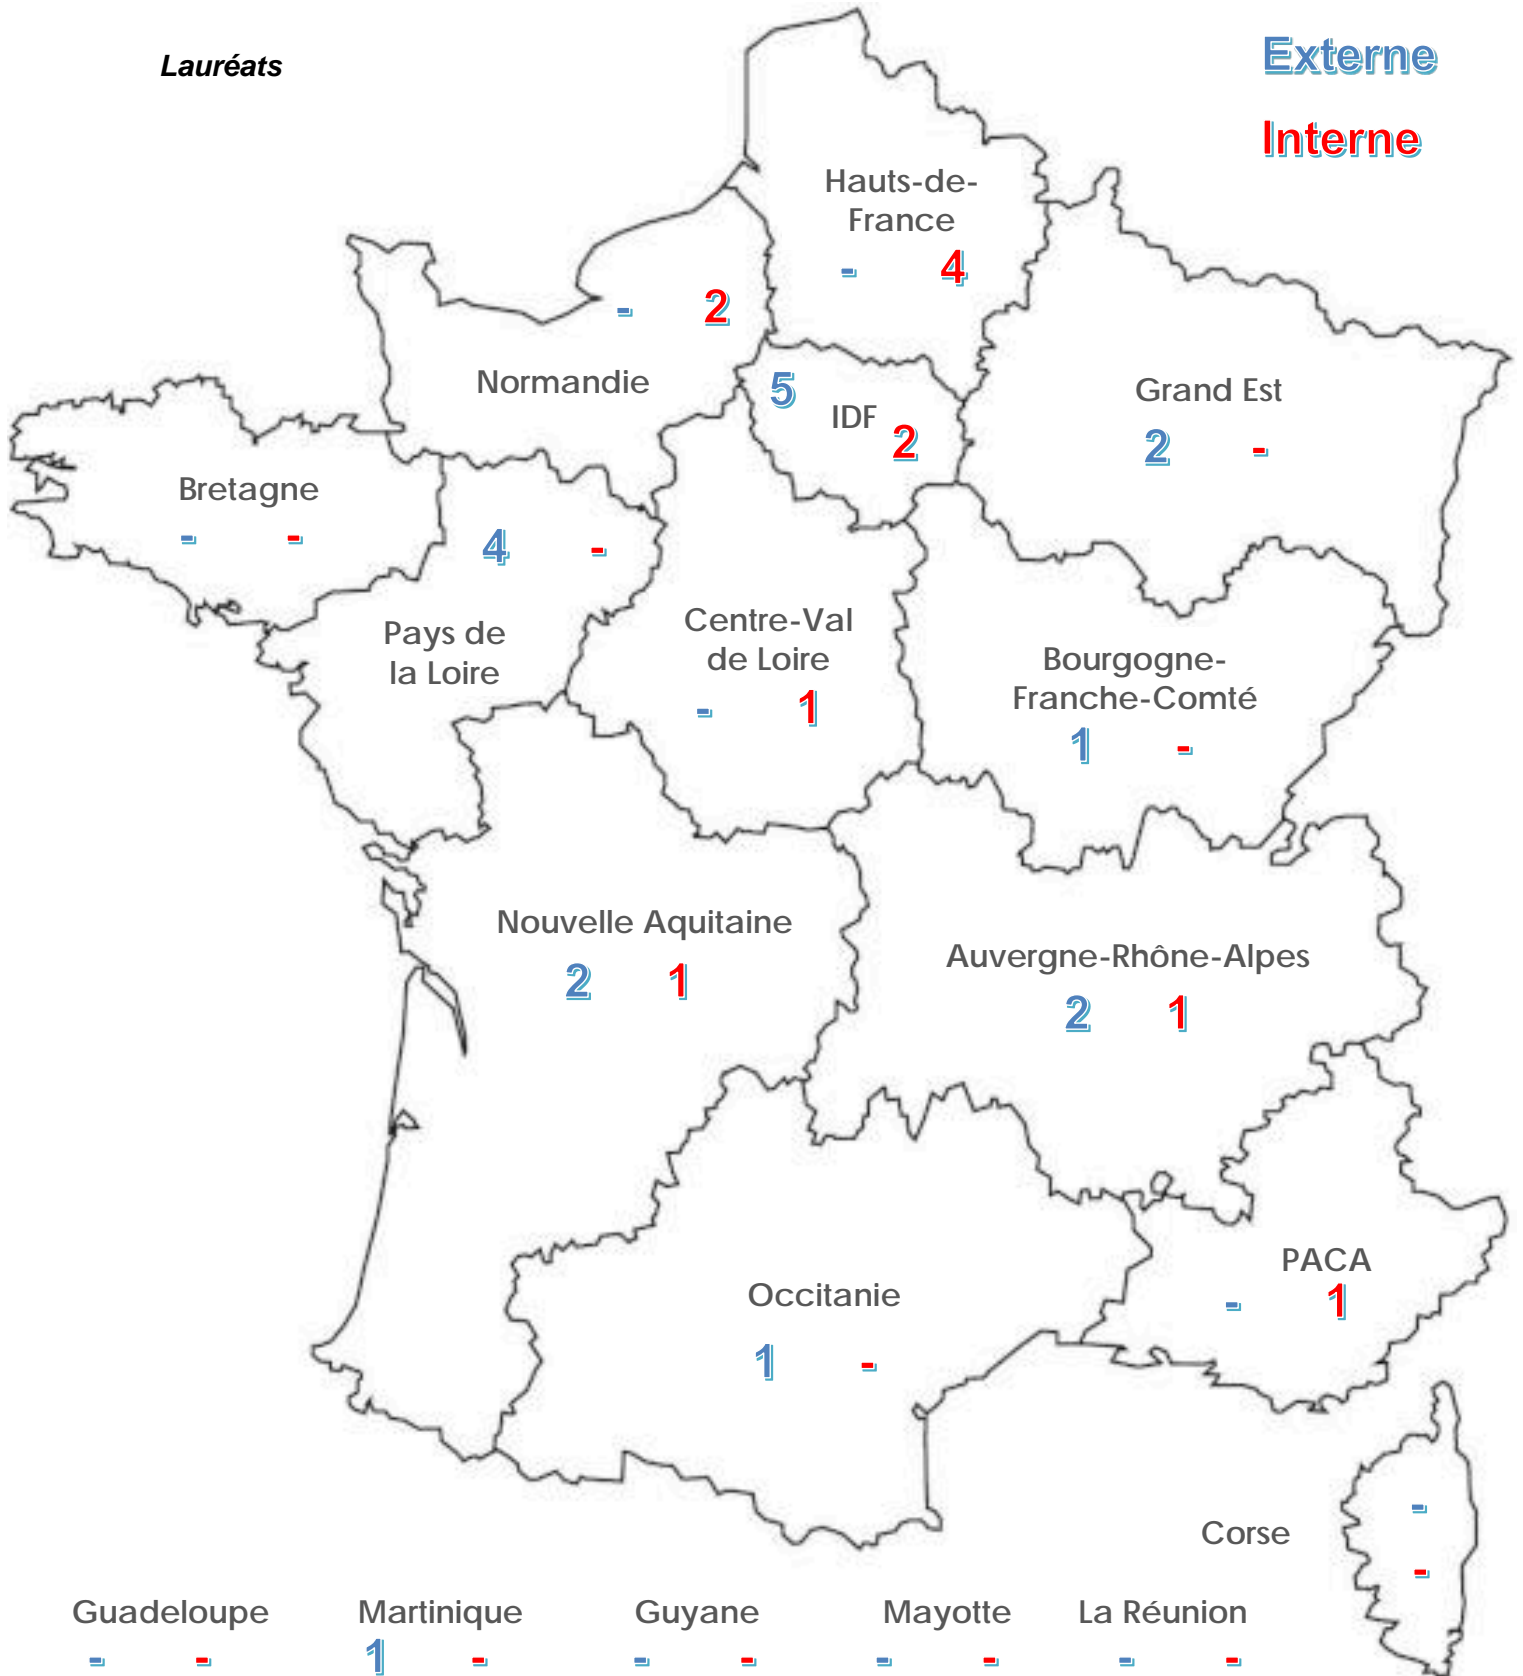 Lauréats
Externe
Interne
Hauts-de-
France
- 4
- 2
Normandie
5
IDF
2
Grand Est
2 -
Bretagne
- -
4 -
Pays de
la Loire
Centre-Val
de Loire
- 1
Bourgogne-
Franche-Comté
1 -
Nouvelle Aquitaine
2 1
Auvergne-Rhône-Alpes
2 1
PACA
- 1
Occitanie
1 -
Corse
-
-
Guadeloupe Martinique Guyane Mayotte La Réunion
- - 1 - - - - - - -